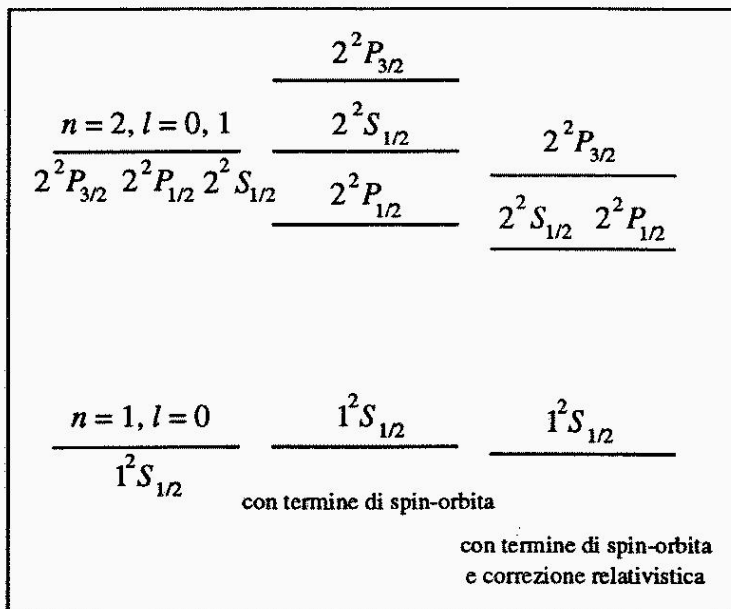 2²P₃/₂
n = 2, l = 0, 1
2²S₁/₂
2²P₃/₂
2²P₃/₂ 2²P₁/₂ 2²S₁/₂
2²P₁/₂
2²S₁/₂ 2²P₁/₂
n = 1, l = 0
1²S₁/₂
1²S₁/₂
1²S₁/₂
con termine di spin-orbita
con termine di spin-orbita
e correzione relativistica